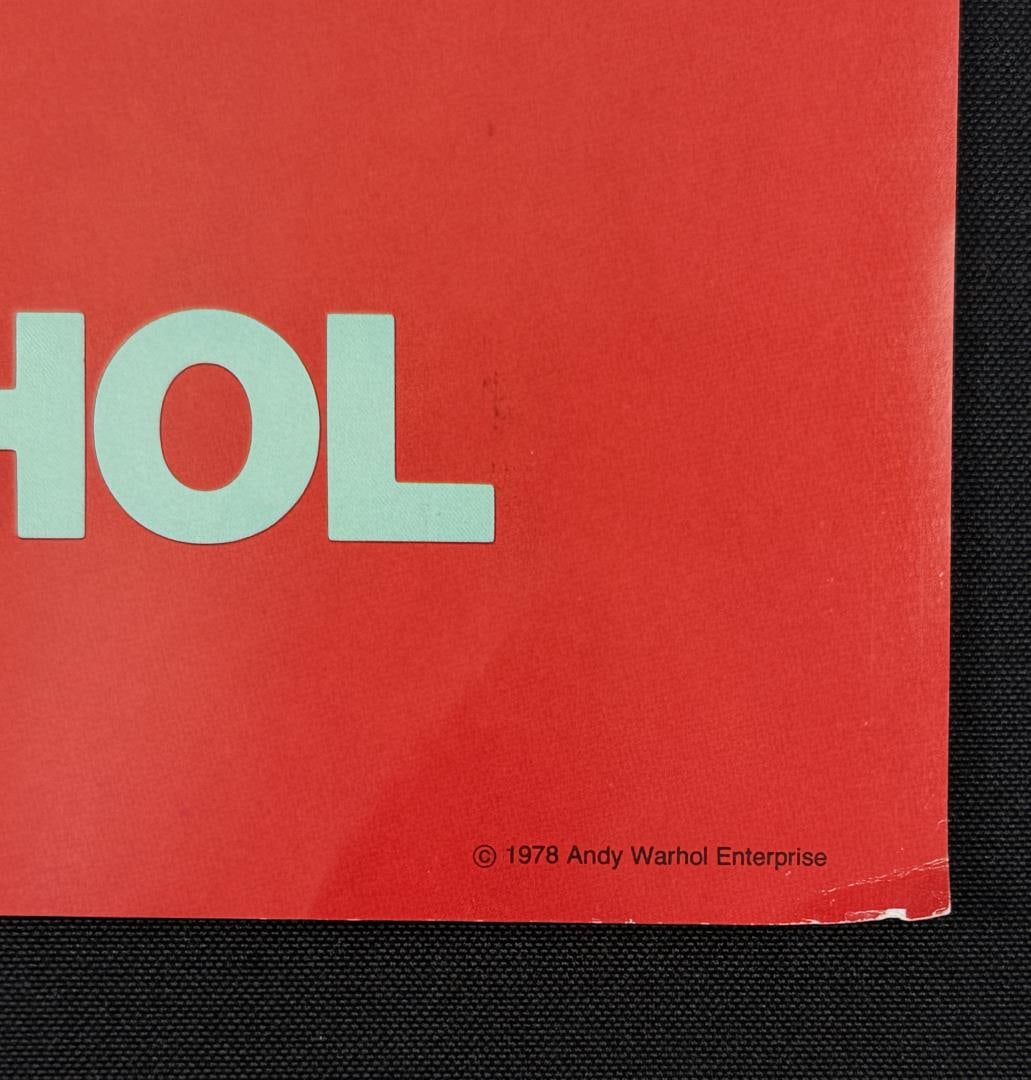 HOL
© 1978 Andy Warhol Enterprise